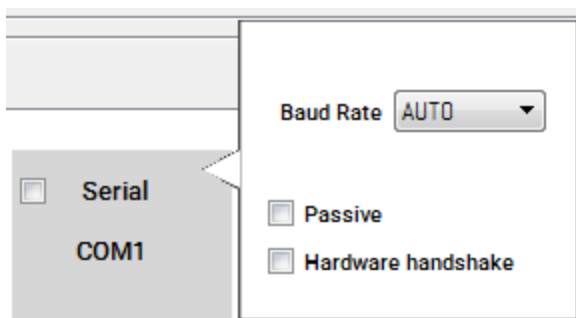 Baud Rate AUTO
Serial
COM1
Passive
Hardware handshake